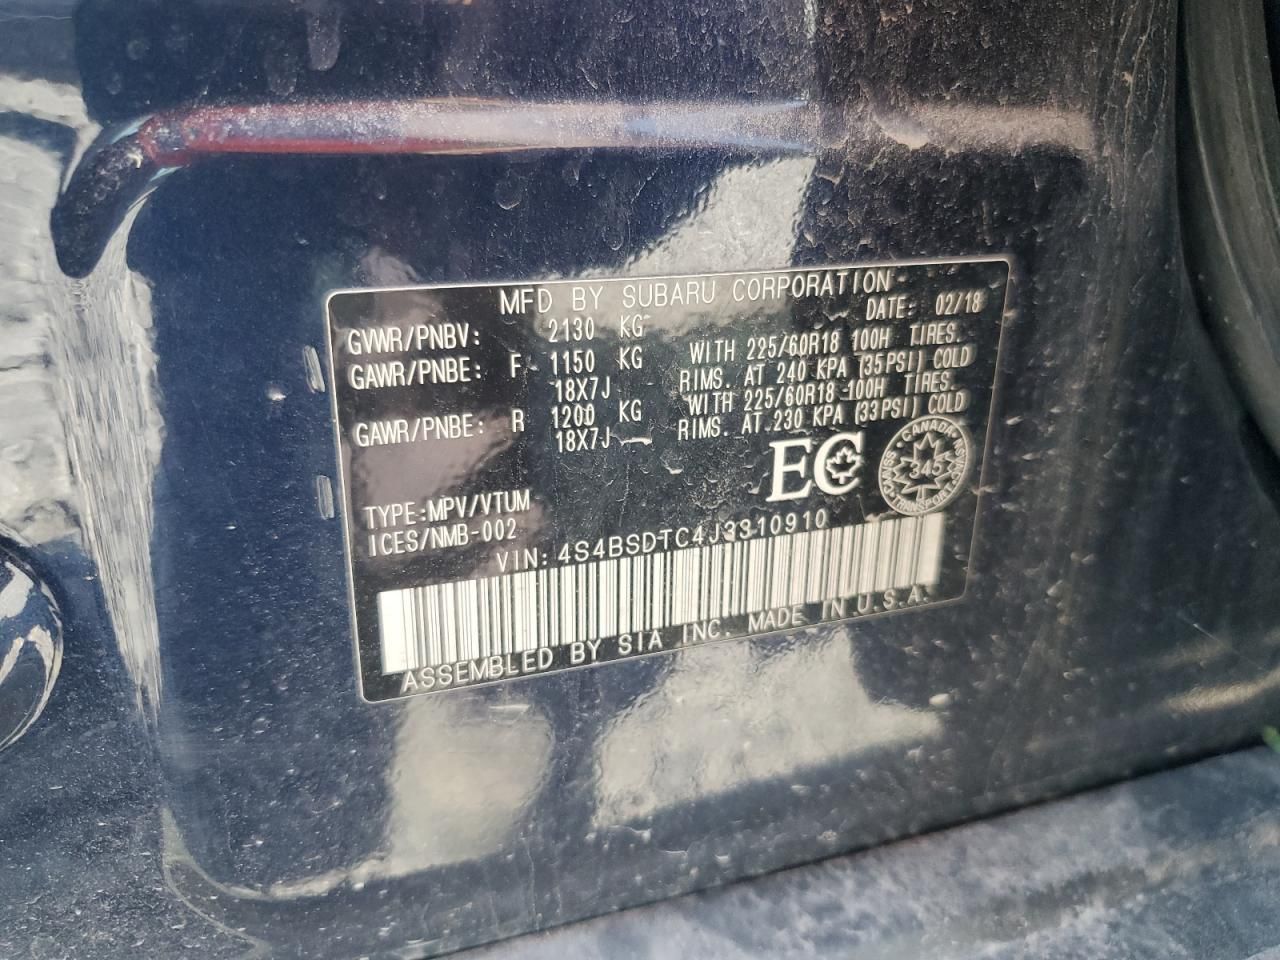 MFD BY SUBARU CORPORATION
DATE: 02/18
GVWR/PNBV: 2130 KG
GAWR/PNBE: F 1150 KG WITH 225/60R18 100H TIRES.
18X7J RIMS. AT 240 KPA (35PSI) COLD
GAWR/PNBE: R 1200 KG WITH 225/60R18 100H TIRES.
18X7J RIMS. AT 230 KPA (33PSI) COLD
EC
CANADA
345
TRANSPORT
TYPE:MPV/VTUM
ICES/NMB-002
VIN: 4S4BSDTC4J3310910
ASSEMBLED BY SIA INC. MADE IN U.S.A.